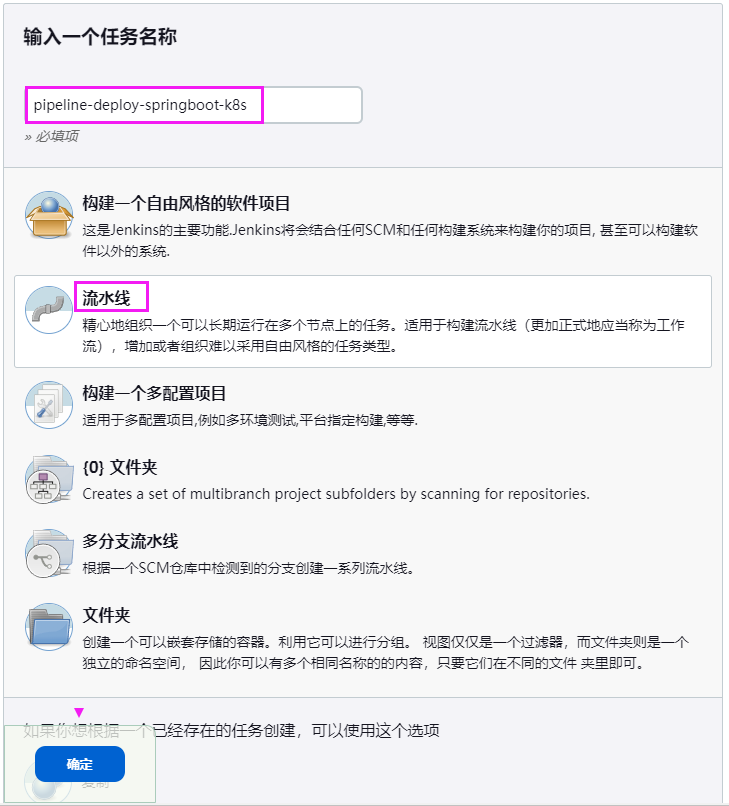 输入一个任务名称
pipeline-deploy-springboot-k8s
» 必填项
构建一个自由风格的软件项目
这是Jenkins的主要功能.Jenkins将会结合任何SCM和任何构建系统来构建你的项目, 甚至可以构建软
件以外的系统.
流水线
精心地组织一个可以长期运行在多个节点上的任务。适用于构建流水线（更加正式地应当称为工作
流），增加或者组织难以采用自由风格的任务类型。
构建一个多配置项目
适用于多配置项目,例如多环境测试,平台指定构建,等等.
{0} 文件夹
Creates a set of multibranch project subfolders by scanning for repositories.
多分支流水线
根据一个SCM仓库中检测到的分支创建一系列流水线。
文件夹
创建一个可以嵌套存储的容器。利用它可以进行分组。 视图仅仅是一个过滤器，而文件夹则是一个
独立的命名空间， 因此你可以有多个相同名称的的内容，只要它们在不同的文件 夹里即可。
如果你想根据一个已经存在的任务创建，可以使用这个选项
确定
复制